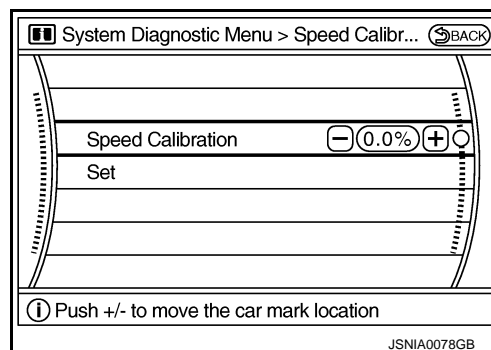 System Diagnostic Menu > Speed Calibr... BACK
Speed Calibration − 0.0% +
Set
i Push +/- to move the car mark location
JSNIA0078GB